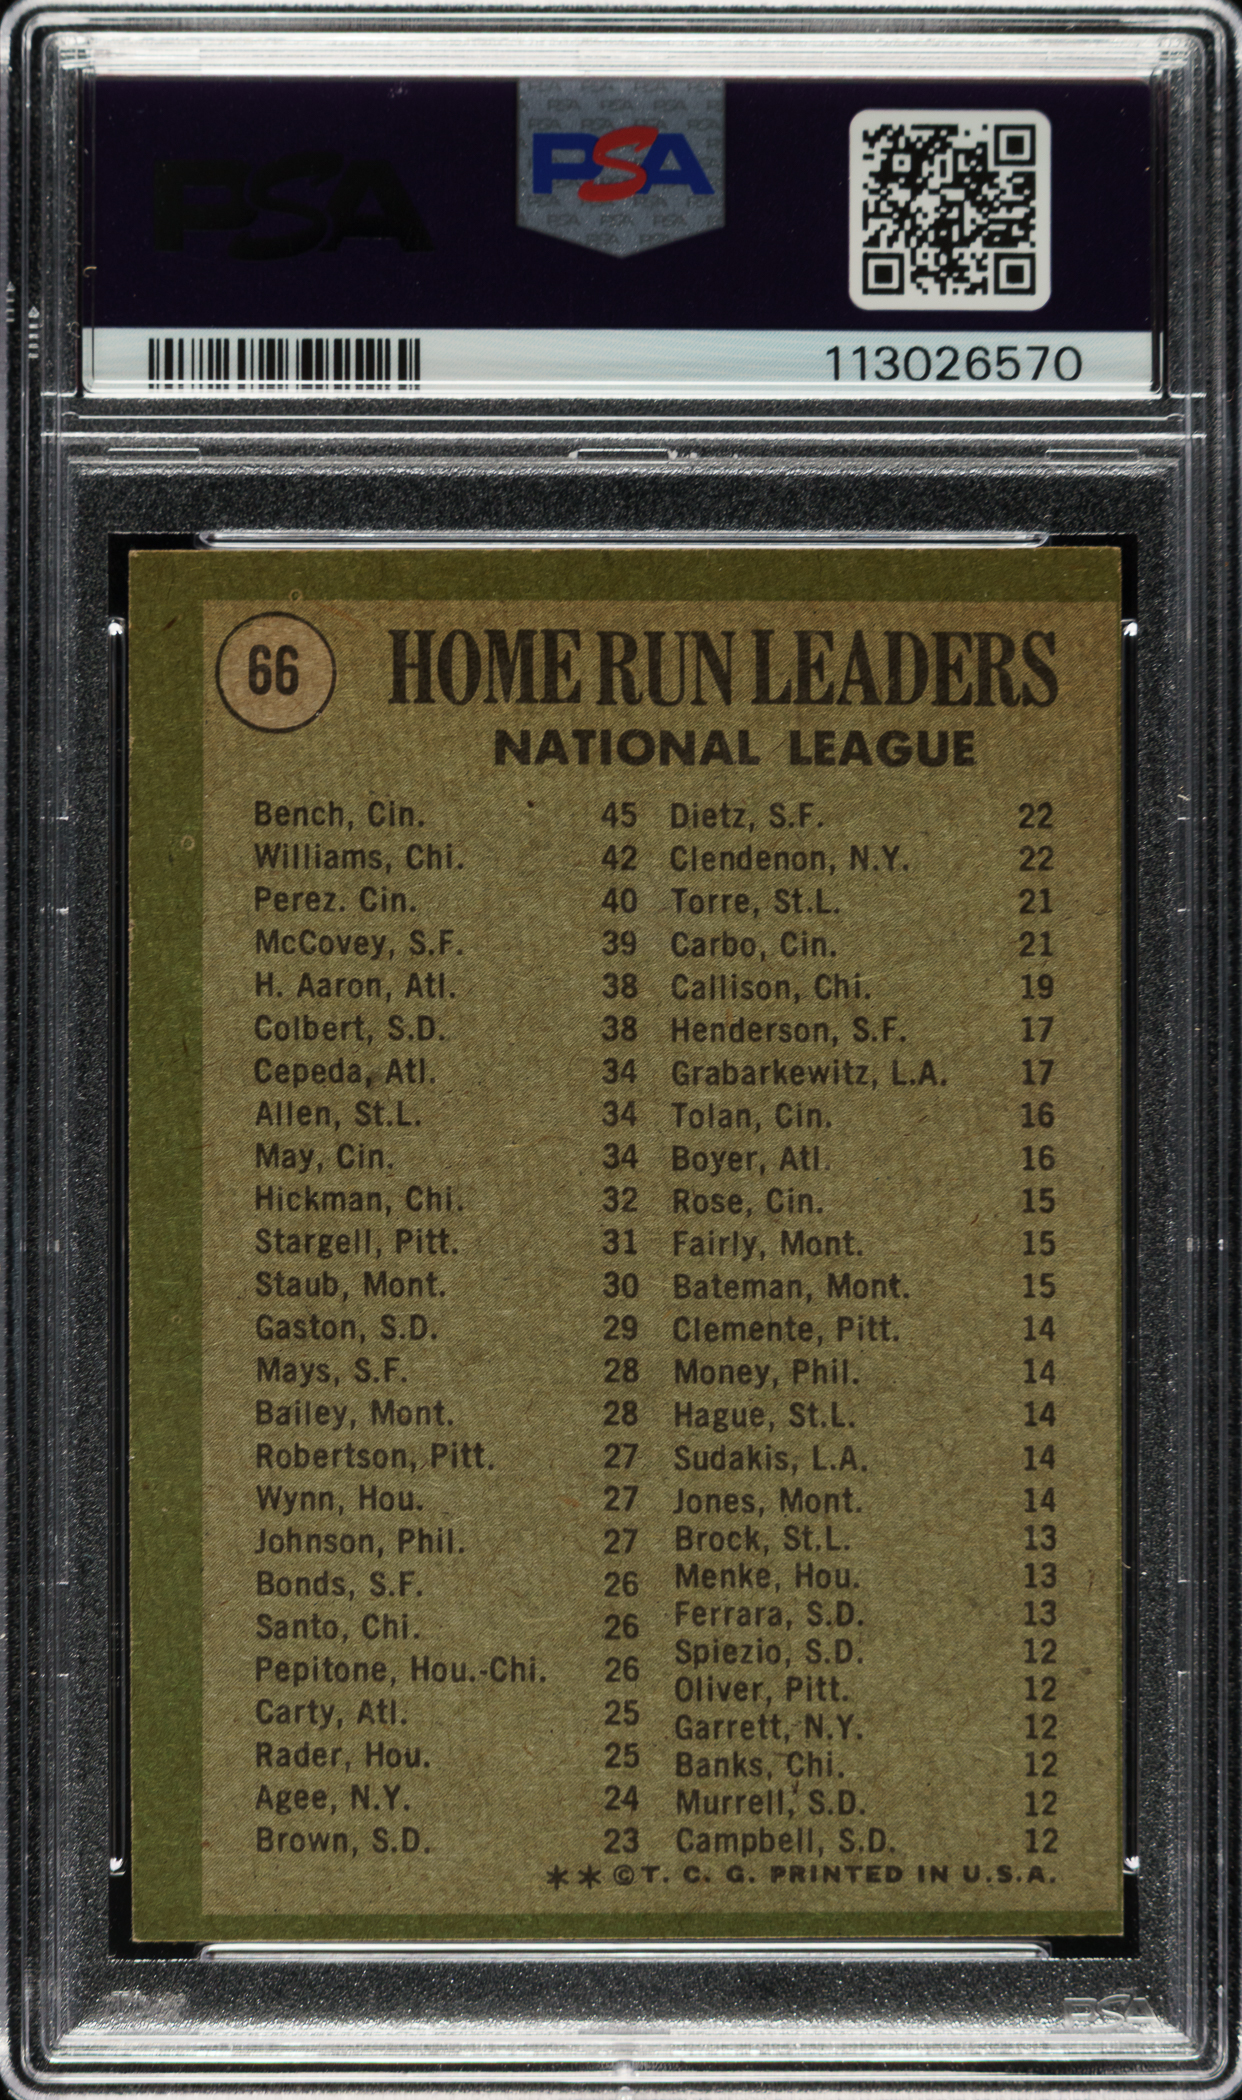 PSA
PSA
113026570
66
HOME RUN LEADERS
NATIONAL LEAGUE
Bench, Cin. 45 Dietz, S.F. 22
Williams, Chi. 42 Clendenon, N.Y. 22
Perez. Cin. 40 Torre, St.L. 21
McCovey, S.F. 39 Carbo, Cin. 21
H. Aaron, Atl. 38 Callison, Chi. 19
Colbert, S.D. 38 Henderson, S.F. 17
Cepeda, Atl. 34 Grabarkewitz, L.A. 17
Allen, St.L. 34 Tolan, Cin. 16
May, Cin. 34 Boyer, Atl. 16
Hickman, Chi. 32 Rose, Cin. 15
Stargell, Pitt. 31 Fairly, Mont. 15
Staub, Mont. 30 Bateman, Mont. 15
Gaston, S.D. 29 Clemente, Pitt. 14
Mays, S.F. 28 Money, Phil. 14
Bailey, Mont. 28 Hague, St.L. 14
Robertson, Pitt. 27 Sudakis, L.A. 14
Wynn, Hou. 27 Jones, Mont. 14
Johnson, Phil. 27 Brock, St.L. 13
Bonds, S.F. 26 Menke, Hou. 13
Santo, Chi. 26 Ferrara, S.D. 13
Pepitone, Hou.-Chi. 26 Spiezio, S.D. 12
Carty, Atl. 25 Oliver, Pitt. 12
Rader, Hou. 25 Garrett, N.Y. 12
Agee, N.Y. 24 Banks, Chi. 12
Brown, S.D. 23 Murrell, S.D. 12
Campbell, S.D. 12
**©T. C. G. PRINTED IN U.S.A.
PSA